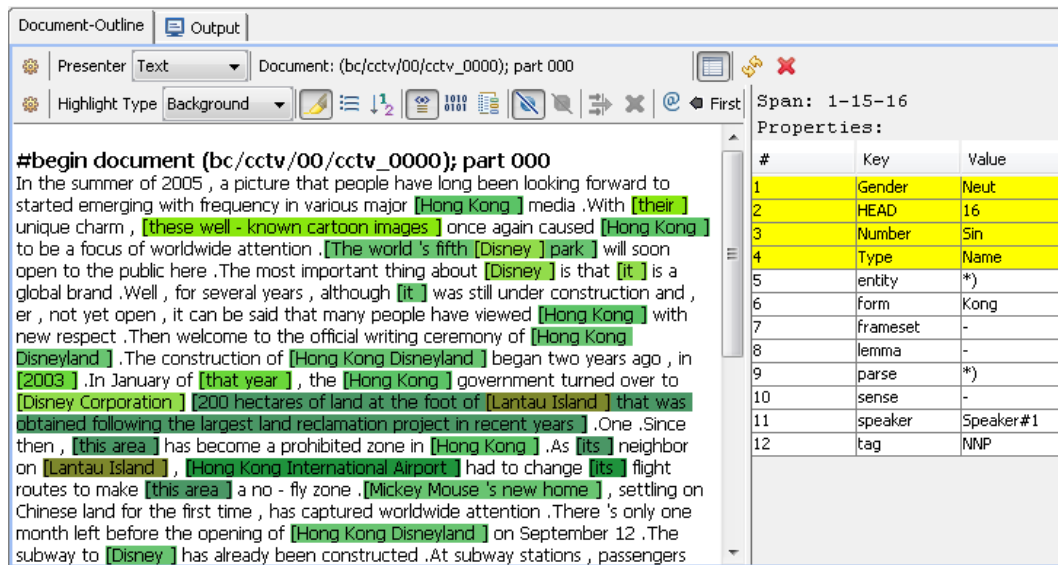 Document-Outline Output
Presenter Text Document: (bc/cctv/00/cctv_0000); part 000
Highlight Type Background First
#begin document (bc/cctv/00/cctv_0000); part 000
In the summer of 2005 , a picture that people have long been looking forward to
started emerging with frequency in various major [Hong Kong ] media .With [their ]
unique charm , [these well - known cartoon images ] once again caused [Hong Kong ]
to be a focus of worldwide attention .[The world 's fifth [Disney ] park ] will soon
open to the public here .The most important thing about [Disney ] is that [it ] is a
global brand .Well , for several years , although [it ] was still under construction and ,
er , not yet open , it can be said that many people have viewed [Hong Kong ] with
new respect .Then welcome to the official writing ceremony of [Hong Kong
Disneyland ] .The construction of [Hong Kong Disneyland ] began two years ago , in
[2003 ] .In January of [that year ] , the [Hong Kong ] government turned over to
[Disney Corporation ] [200 hectares of land at the foot of [Lantau Island ] that was
obtained following the largest land reclamation project in recent years ] .One .Since
then , [this area ] has become a prohibited zone in [Hong Kong ] .As [its ] neighbor
on [Lantau Island ] , [Hong Kong International Airport ] had to change [its ] flight
routes to make [this area ] a no - fly zone .[Mickey Mouse 's new home ] , settling on
Chinese land for the first time , has captured worldwide attention .There 's only one
month left before the opening of [Hong Kong Disneyland ] on September 12 .The
subway to [Disney ] has already been constructed .At subway stations , passengers
Span: 1-15-16
Properties:
# Key Value
1 Gender Neut
2 HEAD 16
3 Number Sin
4 Type Name
5 entity *)
6 form Kong
7 frameset -
8 lemma -
9 parse *)
10 sense -
11 speaker Speaker#1
12 tag NNP